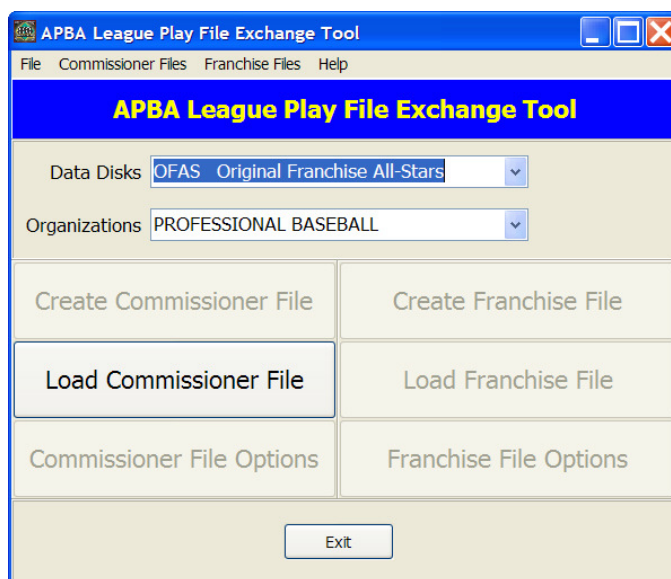 APBA League Play File Exchange Tool
File Commissioner Files Franchise Files Help
APBA League Play File Exchange Tool
Data Disks OFAS Original Franchise All-Stars
Organizations PROFESSIONAL BASEBALL
Create Commissioner File Create Franchise File
Load Commissioner File Load Franchise File
Commissioner File Options Franchise File Options
Exit